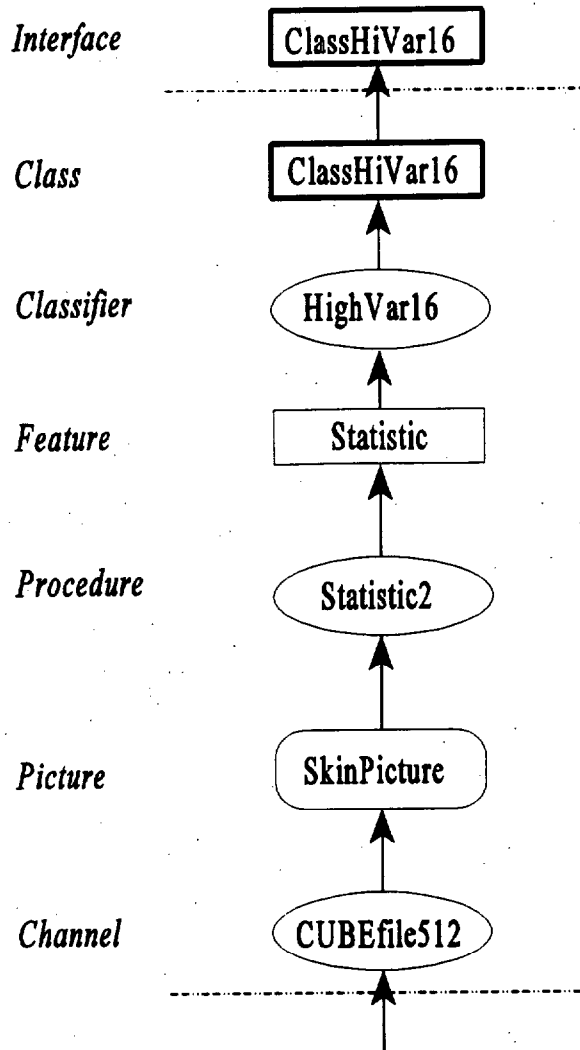 Interface ClassHiVar16
Class ClassHiVar16
Classifier HighVar16
Feature Statistic
Procedure Statistic2
Picture SkinPicture
Channel CUBEfile512